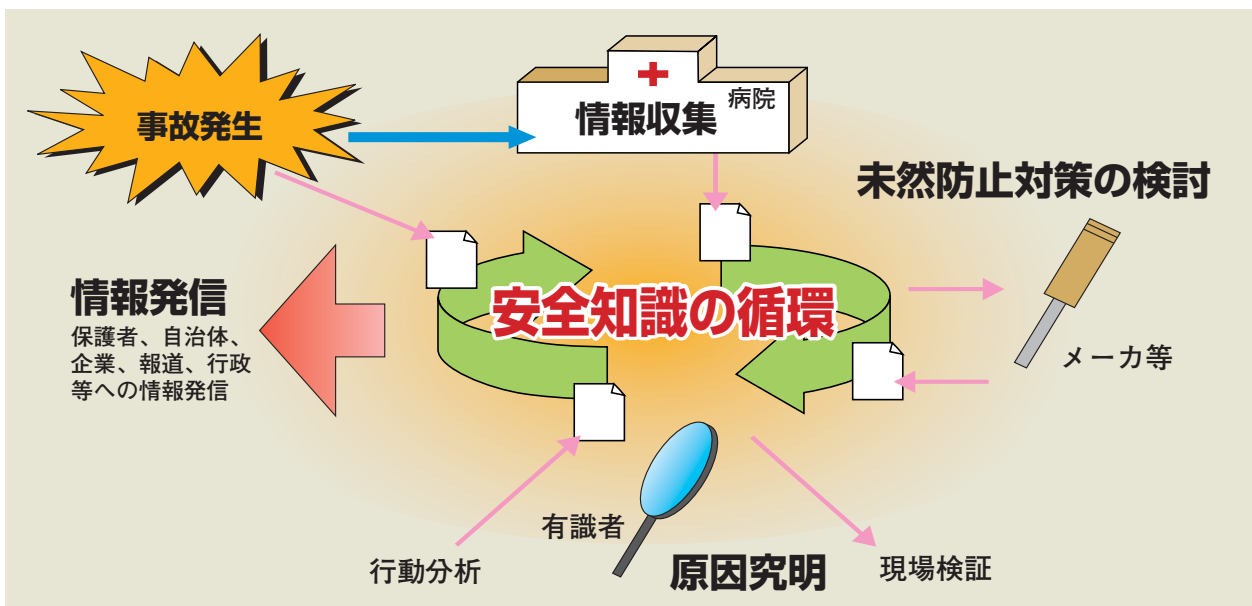 事故発生
病院
情報収集
未然防止対策の検討
情報発信
保護者、自治体、
企業、報道、行政
等への情報発信
安全知識の循環
メーカ等
有識者
行動分析
原因究明
現場検証